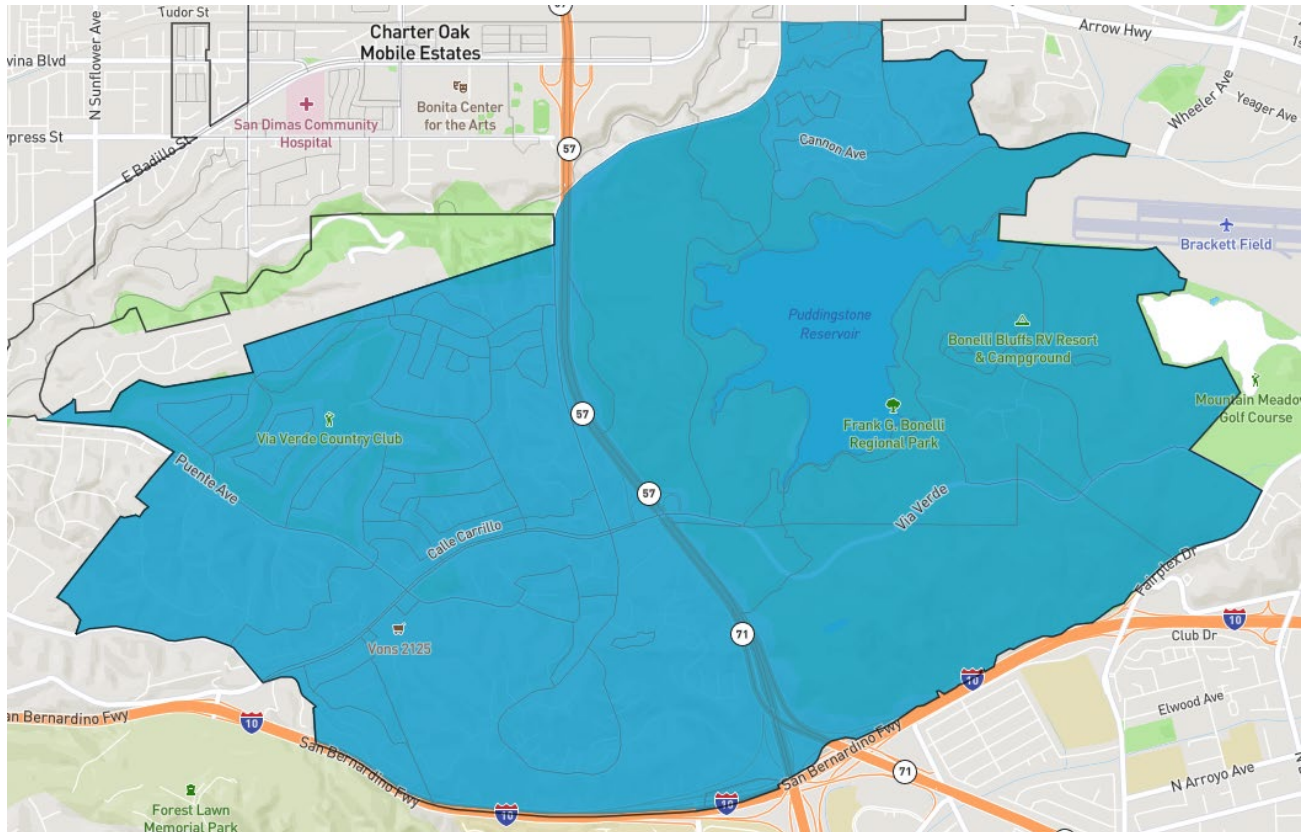 Tudor St
57
Charter Oak
Mobile Estates
Arrow Hwy
N Sunflower Ave
vina Blvd
Bonita Center
for the Arts
Wheeler Ave
Yeager Ave
San Dimas Community
Hospital
ypress St
E Badillo St
57
Cannon Ave
Brackett Field
Puddingstone
Reservoir
Bonelli Bluffs RV Resort
& Campground
57
Mountain Meadow
Golf Course
Frank G. Bonelli
Regional Park
Via Verde Country Club
Puente Ave
57
Via Verde
Calle Carrillo
Fairplex Dr
Vons 2125
71
10
Club Dr
10
Elwood Ave
an Bernardino Fwy
10
San Bernardino Fwy
San Bernardino Fwy
71
N Arroyo Ave
10
10
Forest Lawn
Memorial Park